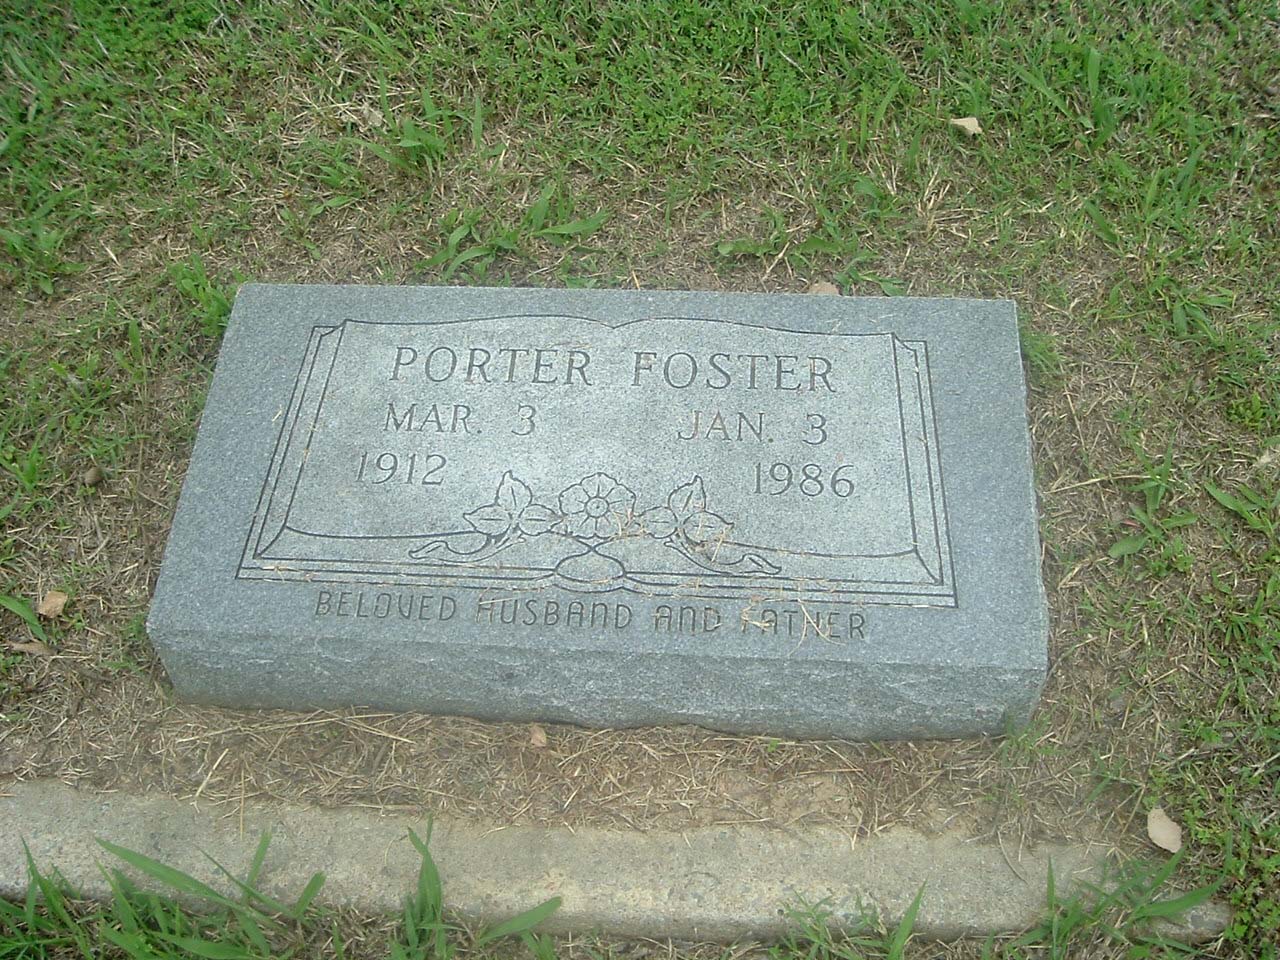 PORTER FOSTER
MAR. 3 JAN. 3
1912 1986
BELOVED HUSBAND AND FATHER